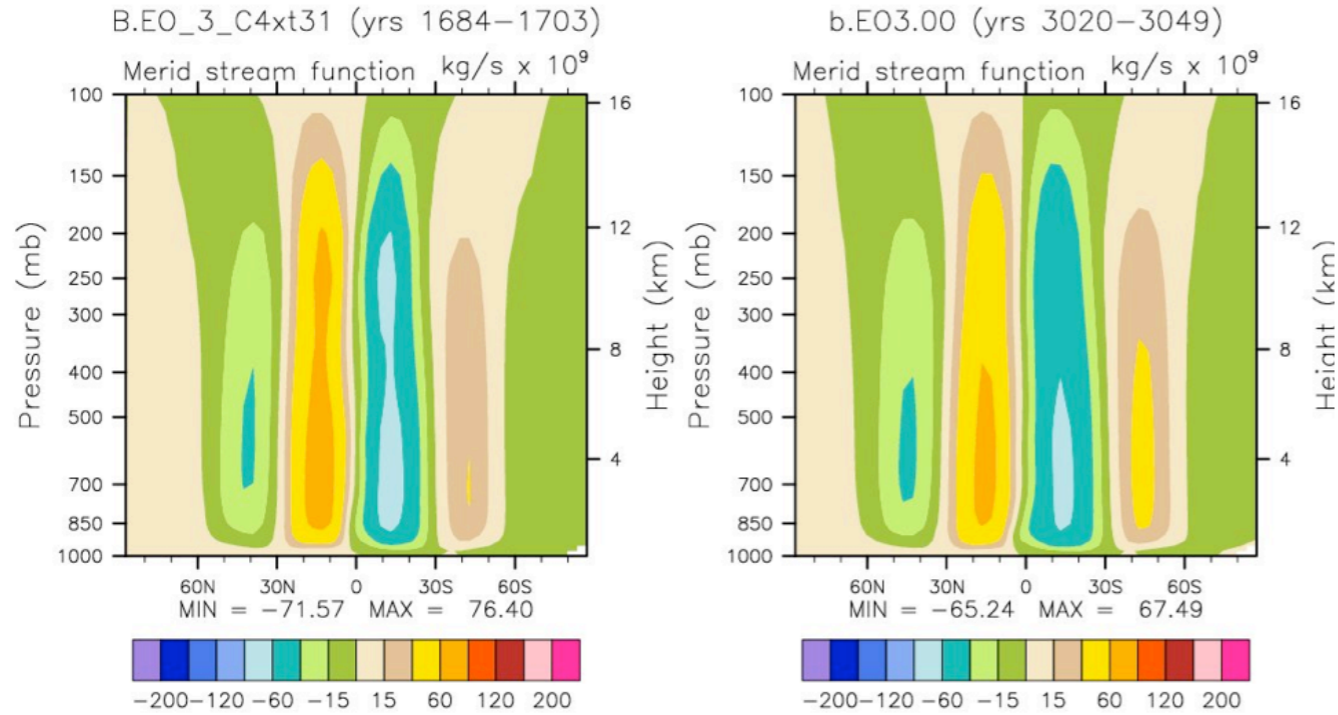 B.EO_3_C4xt31 (yrs 1684−1703)
Merid stream function kg/s x 10⁹
Pressure (mb)
100
150
200
250
300
400
500
700
850
1000
16
12
8
4
Height (km)
60N 30N 0 30S 60S
MIN = −71.57 MAX = 76.40
−200 −120 −60 −15 15 60 120 200
b.EO3.00 (yrs 3020−3049)
Merid stream function kg/s x 10⁹
Pressure (mb)
100
150
200
250
300
400
500
700
850
1000
16
12
8
4
Height (km)
60N 30N 0 30S 60S
MIN = −65.24 MAX = 67.49
−200 −120 −60 −15 15 60 120 200